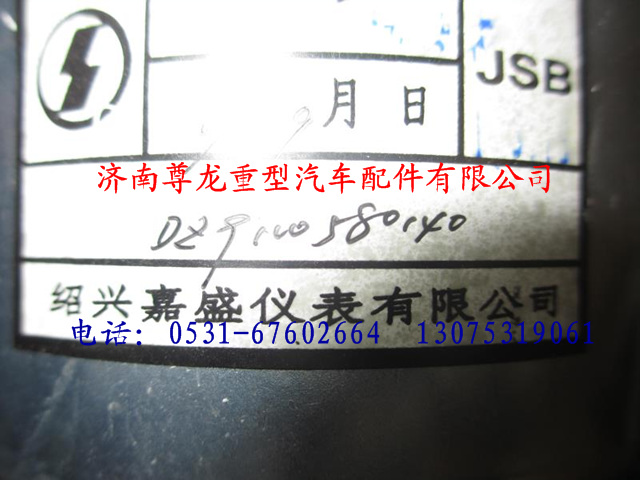 JSB
月 日
济南尊龙重型汽车配件有限公司
DZ9100580140
绍兴嘉盛仪表有限公司
电话: 0531-67602664 13075319061